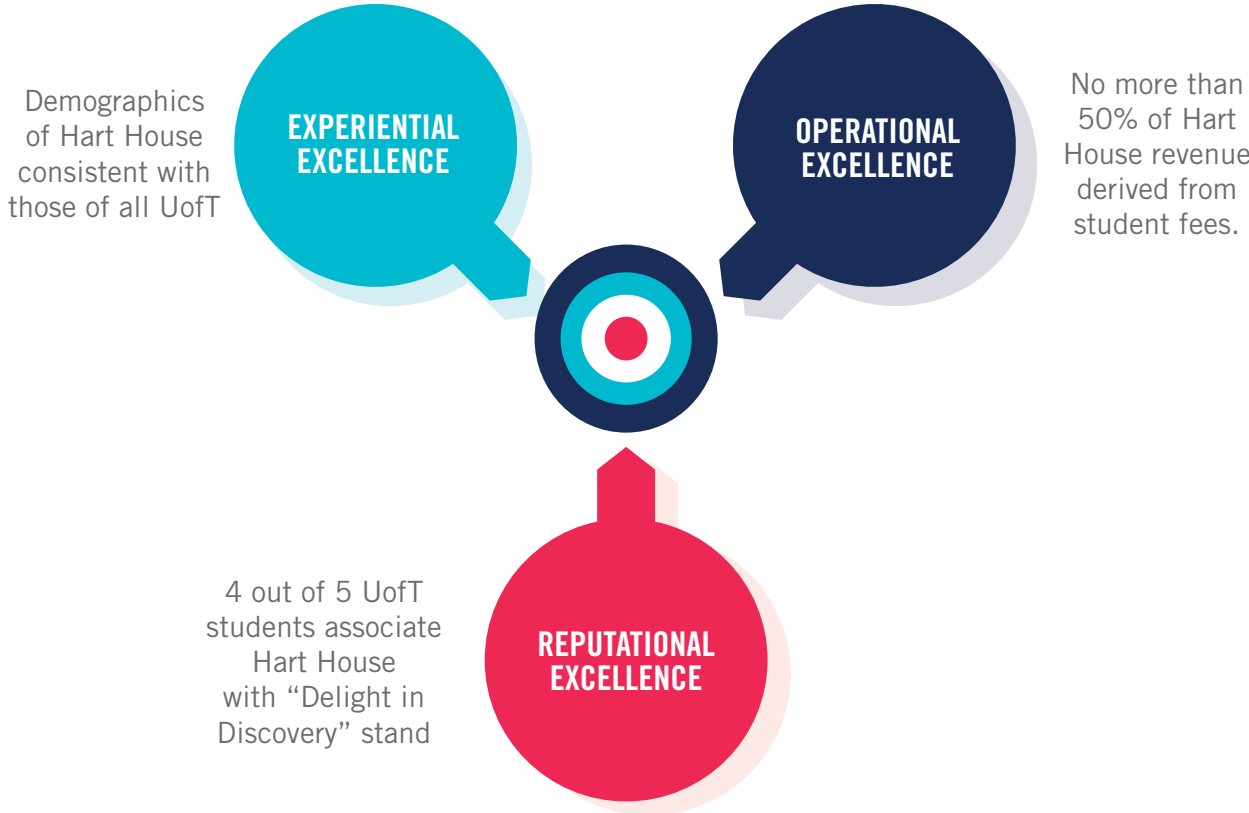 Demographics
of Hart House
consistent with
those of all UofT
EXPERIENTIAL
EXCELLENCE
OPERATIONAL
EXCELLENCE
No more than
50% of Hart
House revenue
derived from
student fees.
4 out of 5 UofT
students associate
Hart House
with “Delight in
Discovery” stand
REPUTATIONAL
EXCELLENCE